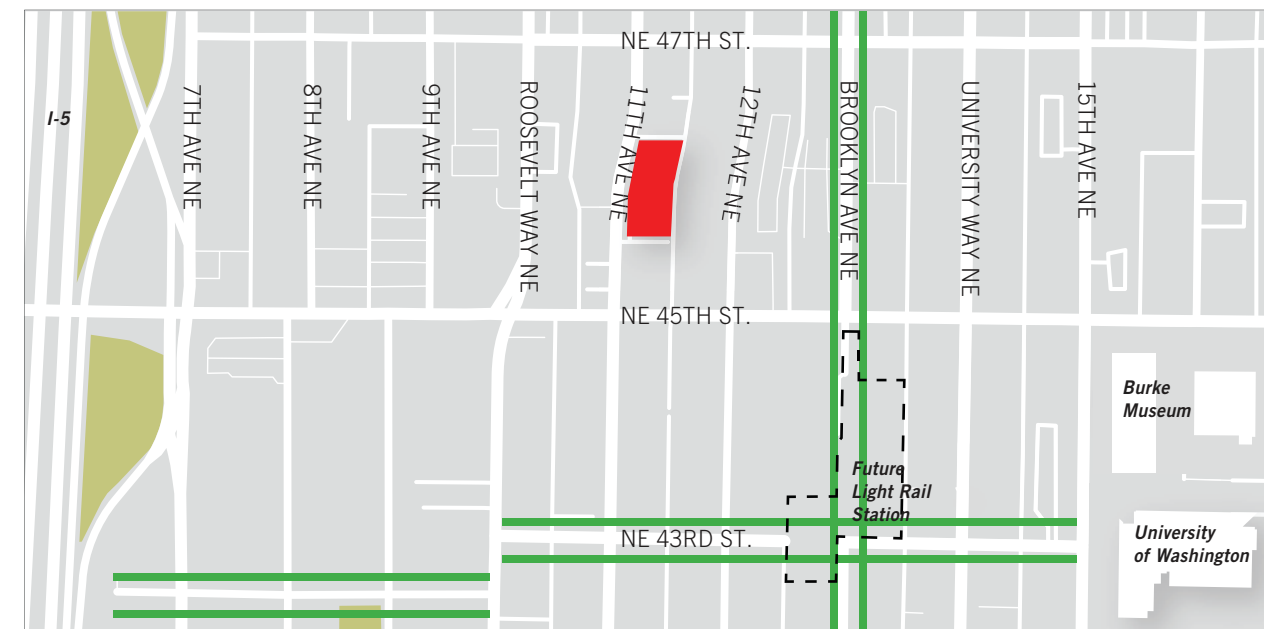 NE 47TH ST.
I-5
7TH AVE NE
8TH AVE NE
9TH AVE NE
ROOSEVELT WAY NE
11TH AVE NE
12TH AVE NE
BROOKLYN AVE NE
UNIVERSITY WAY NE
15TH AVE NE
NE 45TH ST.
Burke
Museum
Future
Light Rail
Station
NE 43RD ST.
University
of Washington